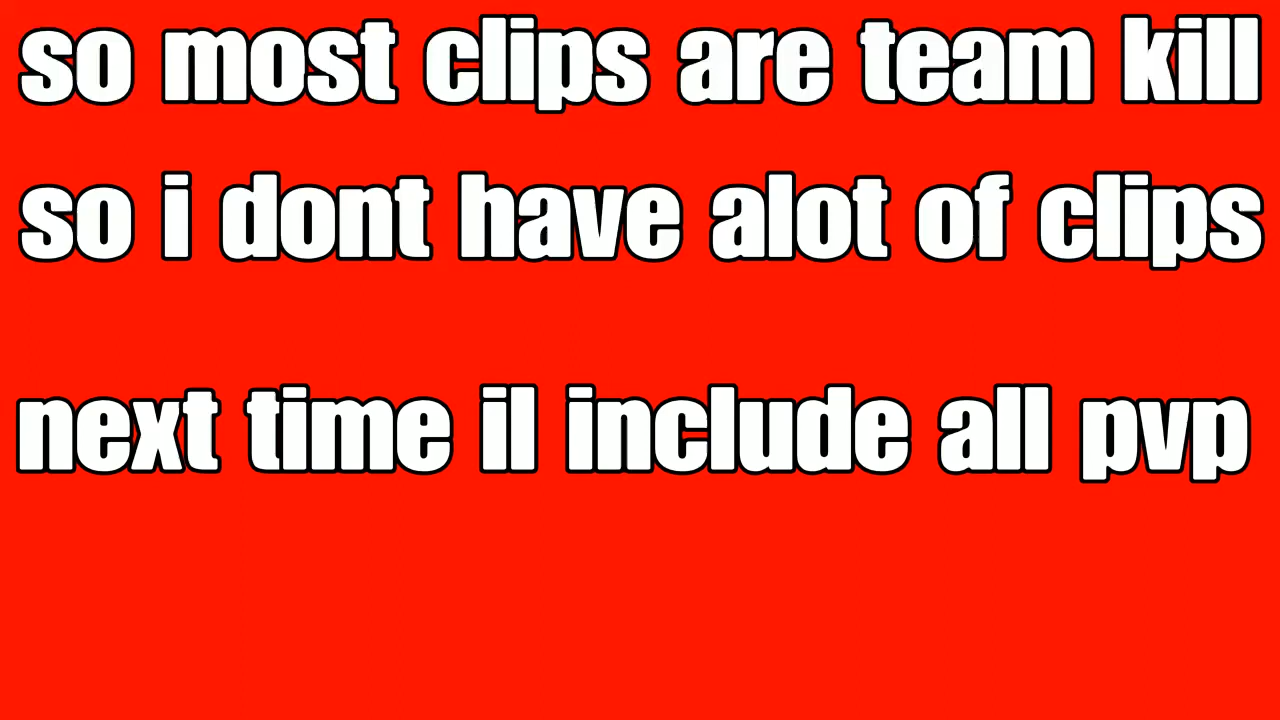 so most clips are team kill
so i dont have alot of clips
next time il include all pvp